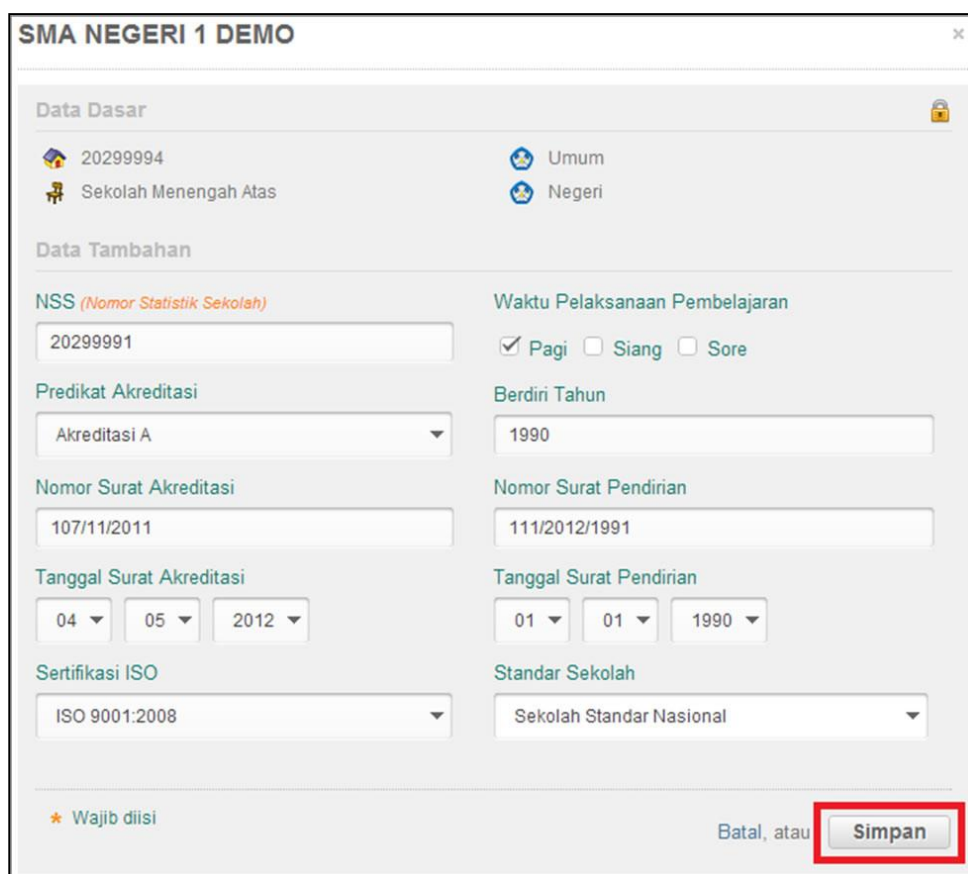 SMA NEGERI 1 DEMO
×
Data Dasar
20299994
Umum
Sekolah Menengah Atas
Negeri
Data Tambahan
NSS (Nomor Statistik Sekolah)
Waktu Pelaksanaan Pembelajaran
20299991
Pagi Siang Sore
Predikat Akreditasi
Berdiri Tahun
Akreditasi A
1990
Nomor Surat Akreditasi
Nomor Surat Pendirian
107/11/2011
111/2012/1991
Tanggal Surat Akreditasi
Tanggal Surat Pendirian
04 05 2012
01 01 1990
Sertifikasi ISO
Standar Sekolah
ISO 9001:2008
Sekolah Standar Nasional
* Wajib diisi
Batal, atau Simpan